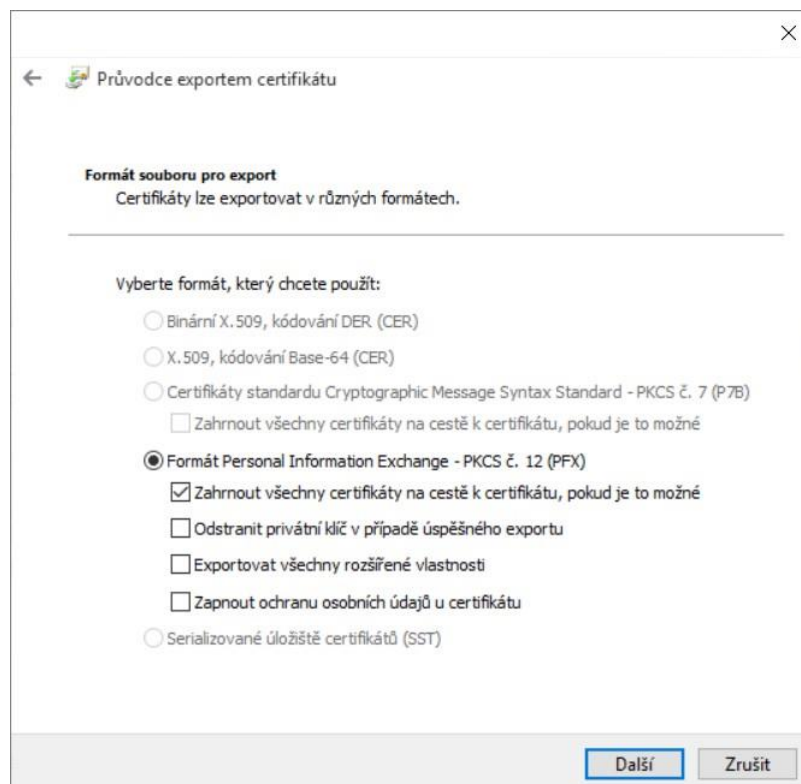 Průvodce exportem certifikátu
Formát souboru pro export
Certifikáty lze exportovat v různých formátech.
Vyberte formát, který chcete použít:
Binární X.509, kódování DER (CER)
X.509, kódování Base-64 (CER)
Certifikáty standardu Cryptographic Message Syntax Standard - PKCS č. 7 (P7B)
Zahrnout všechny certifikáty na cestě k certifikátu, pokud je to možné
Formát Personal Information Exchange - PKCS č. 12 (PFX)
Zahrnout všechny certifikáty na cestě k certifikátu, pokud je to možné
Odstranit privátní klíč v případě úspěšného exportu
Exportovat všechny rozšířené vlastnosti
Zapnout ochranu osobních údajů u certifikátu
Serializované úložiště certifikátů (SST)
Další Zrušit